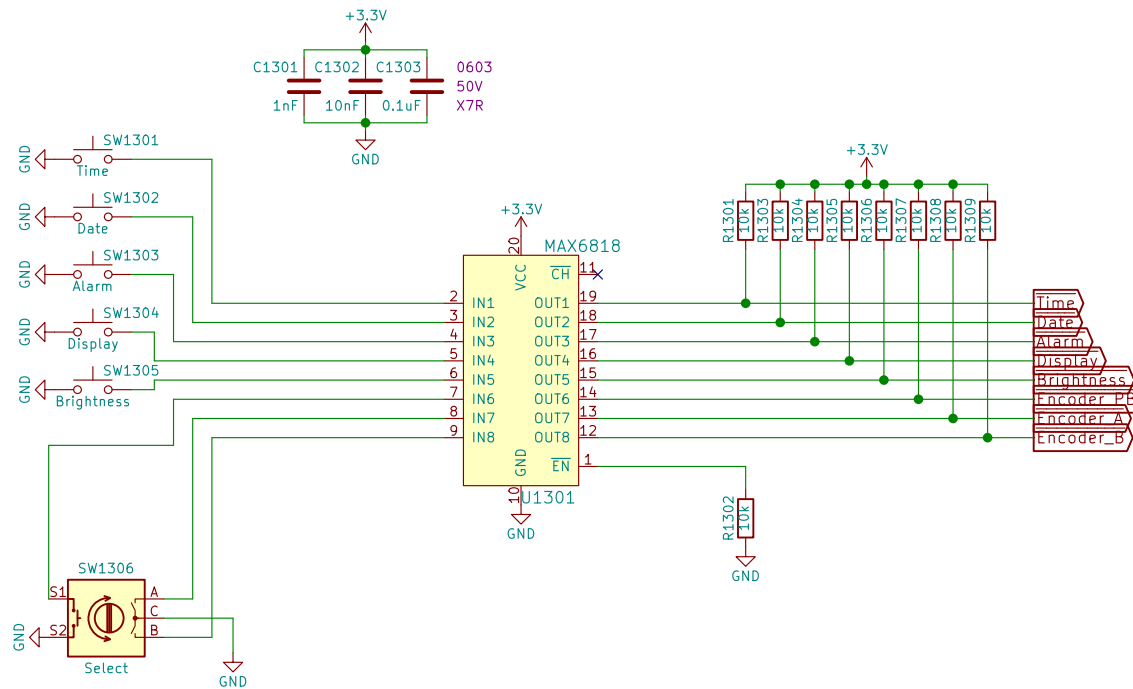 +3.3V
C1301
C1302
C1303
0603
50V
X7R
1nF
10nF
0.1uF
GND
SW1301
GND
Time
SW1302
GND
Date
SW1303
GND
Alarm
SW1304
GND
Display
SW1305
GND
Brightness
+3.3V
MAX6818
20
VCC
CH
11
2
IN1
OUT1
19
3
IN2
OUT2
18
4
IN3
OUT3
17
5
IN4
OUT4
16
6
IN5
OUT5
15
7
IN6
OUT6
14
8
IN7
OUT7
13
9
IN8
OUT8
12
GND
EN
1
10
U1301
GND
+3.3V
R1301
10k
R1303
10k
R1304
10k
R1305
10k
R1306
10k
R1307
10k
R1308
10k
R1309
10k
Time
Date
Alarm
Display
Brightness
Encoder_PB
Encoder_A
Encoder_B
R1302
10k
GND
SW1306
S1
A
C
S2
B
GND
Select
GND